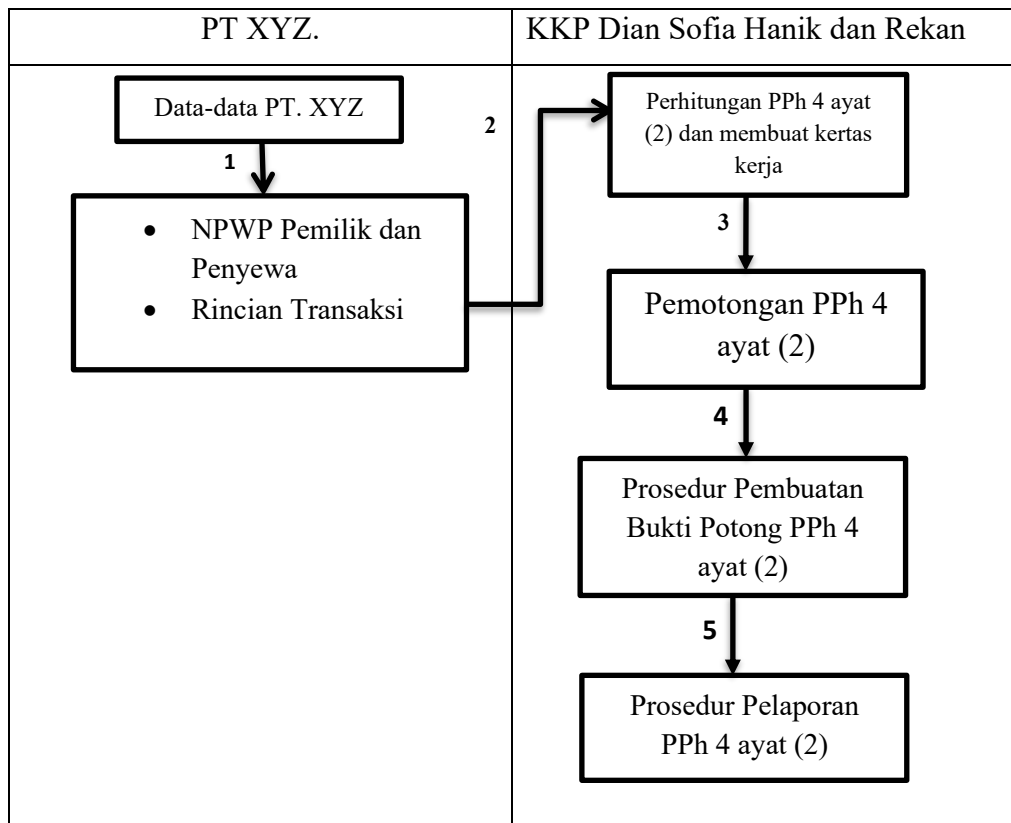 PT XYZ.
KKP Dian Sofia Hanik dan Rekan
Data-data PT. XYZ
1
• NPWP Pemilik dan
Penyewa
• Rincian Transaksi
2
Perhitungan PPh 4 ayat
(2) dan membuat kertas
kerja
3
Pemotongan PPh 4
ayat (2)
4
Prosedur Pembuatan
Bukti Potong PPh 4
ayat (2)
5
Prosedur Pelaporan
PPh 4 ayat (2)